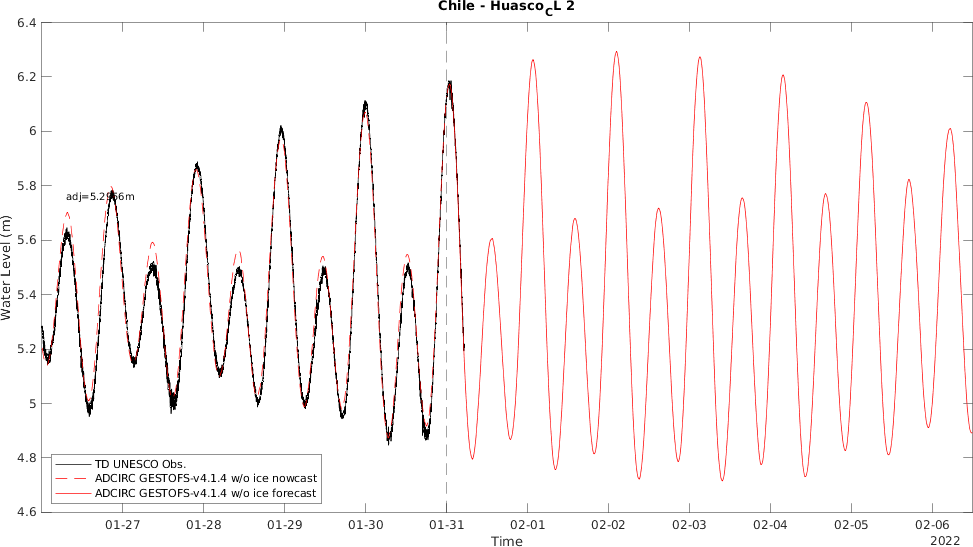 Chile - HuascoCL 2
6.4
6.2
6
5.8
5.6
5.4
5.2
5
4.8
4.6
Water Level (m)
adj=5.2966m
TD UNESCO Obs.
ADCIRC GESTOFS-v4.1.4 w/o ice nowcast
ADCIRC GESTOFS-v4.1.4 w/o ice forecast
01-27 01-28 01-29 01-30 01-31 02-01 02-02 02-03 02-04 02-05 02-06
Time
2022